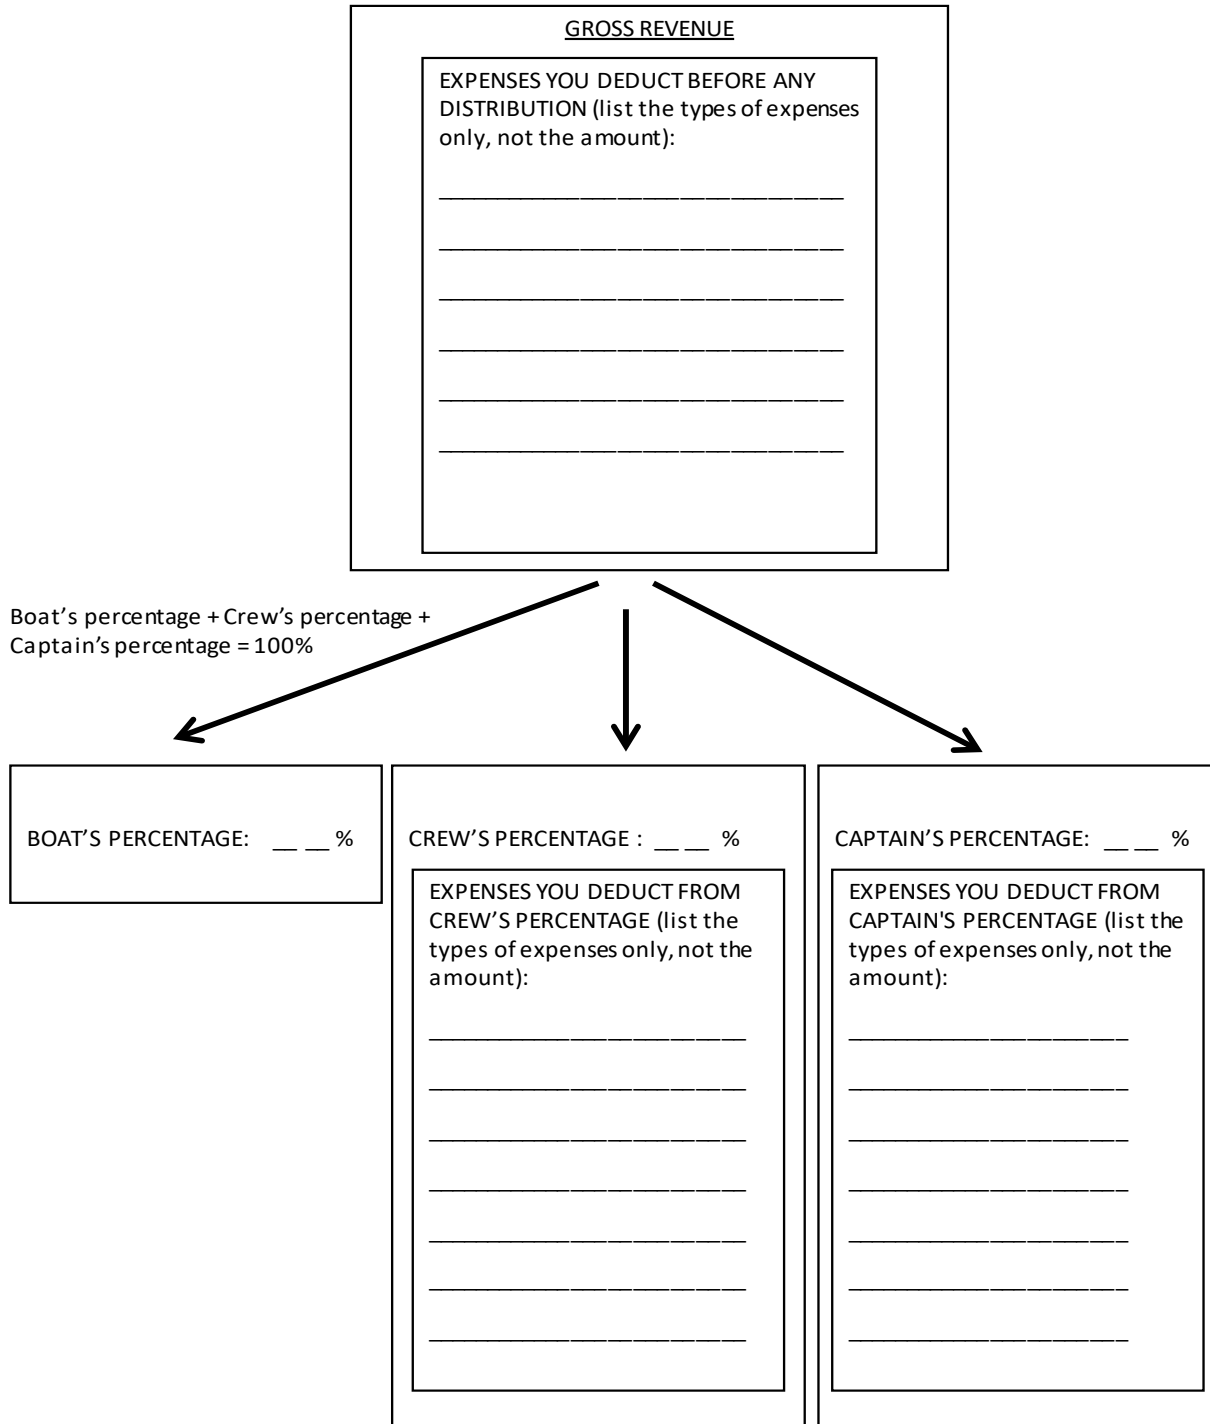 GROSS REVENUE
EXPENSES YOU DEDUCT BEFORE ANY
DISTRIBUTION (list the types of expenses
only, not the amount):
Boat's percentage + Crew's percentage +
Captain's percentage = 100%
BOAT'S PERCENTAGE: __ __ %
CREW'S PERCENTAGE : __ __ %
EXPENSES YOU DEDUCT FROM
CREW'S PERCENTAGE (list the
types of expenses only, not the
amount):
CAPTAIN'S PERCENTAGE: __ __ %
EXPENSES YOU DEDUCT FROM
CAPTAIN'S PERCENTAGE (list the
types of expenses only, not the
amount):